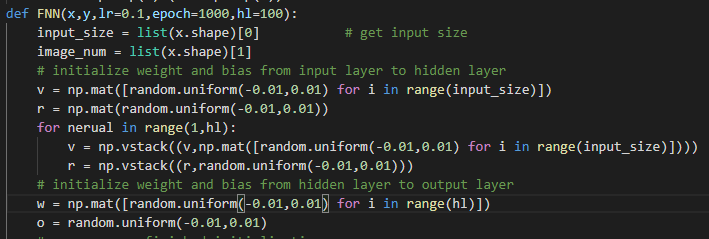 def FNN(x,y,lr=0.1,epoch=1000,hl=100):
    input_size = list(x.shape)[0]            # get input size
    image_num = list(x.shape)[1]
    # initialize weight and bias from input layer to hidden layer
    v = np.mat([random.uniform(-0.01,0.01) for i in range(input_size)])
    r = np.mat(random.uniform(-0.01,0.01))
    for nerual in range(1,hl):
        v = np.vstack((v,np.mat([random.uniform(-0.01,0.01) for i in range(input_size)])))
        r = np.vstack((r,random.uniform(-0.01,0.01)))
    # initialize weight and bias from hidden layer to output layer
    w = np.mat([random.uniform(-0.01,0.01) for i in range(hl)])
    o = random.uniform(-0.01,0.01)